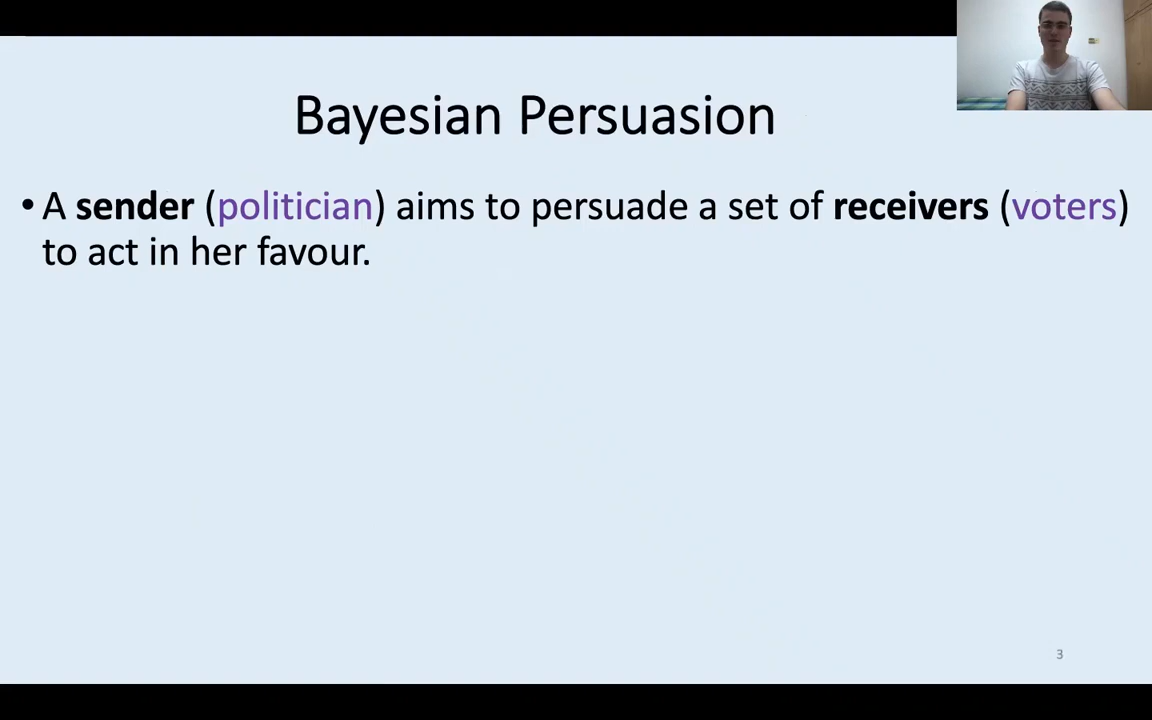 Bayesian Persuasion
• A sender (politician) aims to persuade a set of receivers (voters)
to act in her favour.
3